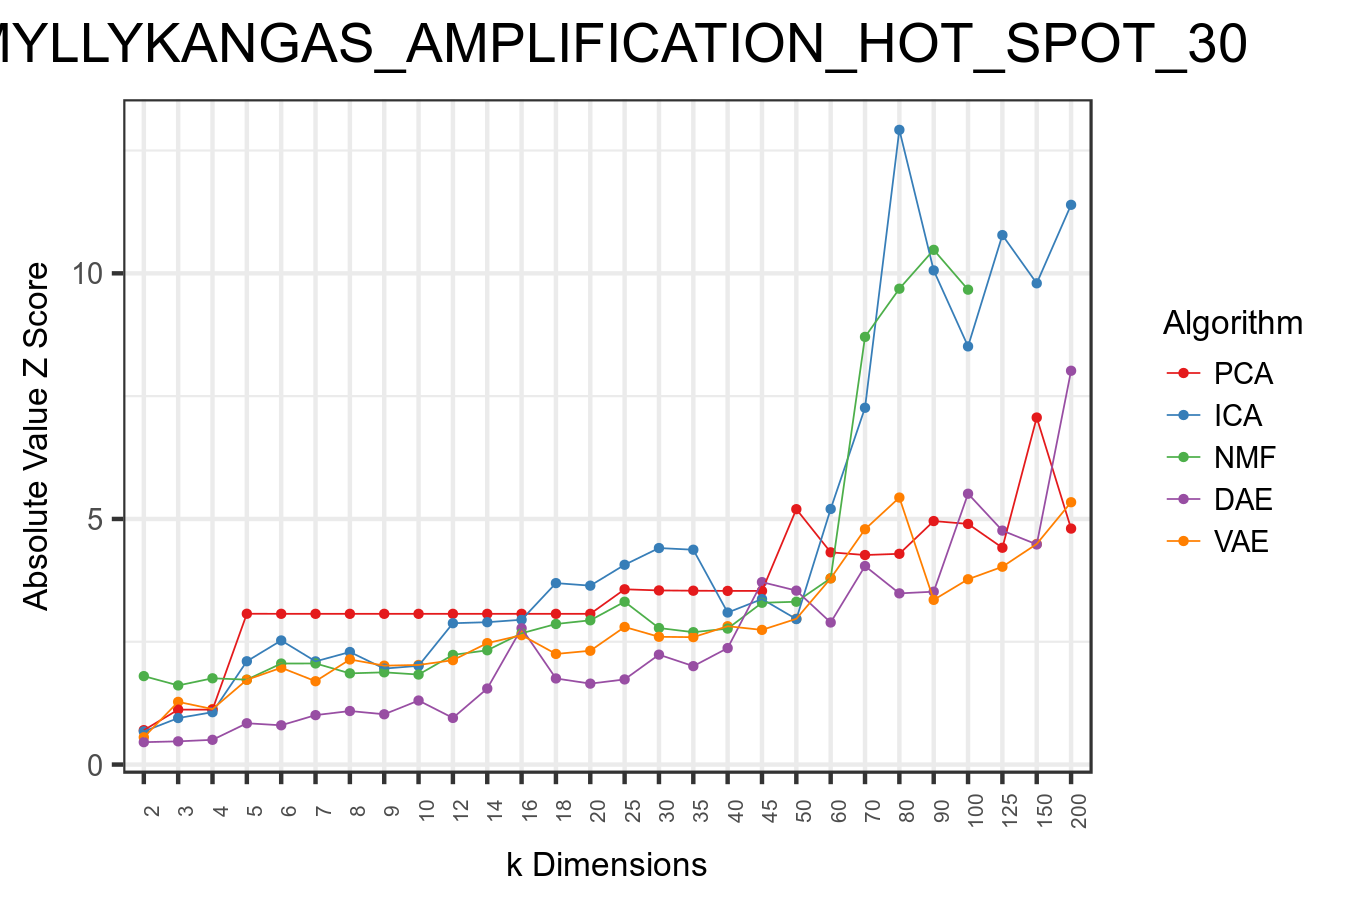 MYLLYKANGAS_AMPLIFICATION_HOT_SPOT_30
Absolute Value Z Score
10
5
0
2 3 4 5 6 7 8 9 10 12 14 16 18 20 25 30 35 40 45 50 60 70 80 90 100 125 150 200
k Dimensions
Algorithm
PCA
ICA
NMF
DAE
VAE